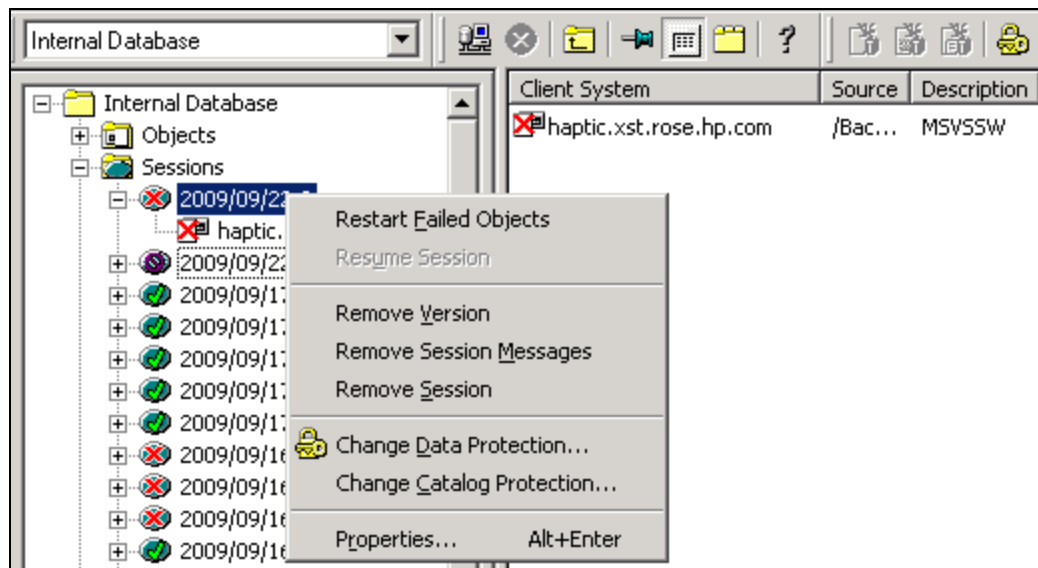 Internal Database
Client System Source Description
Internal Database
haptic.xst.rose.hp.com /Bac... MSVSSW
Objects
Sessions
2009/09/22
haptic.
2009/09/22
2009/09/17
2009/09/17
2009/09/17
2009/09/17
2009/09/17
2009/09/16
2009/09/16
2009/09/16
2009/09/16
Restart Failed Objects
Resume Session
Remove Version
Remove Session Messages
Remove Session
Change Data Protection...
Change Catalog Protection...
Properties... Alt+Enter